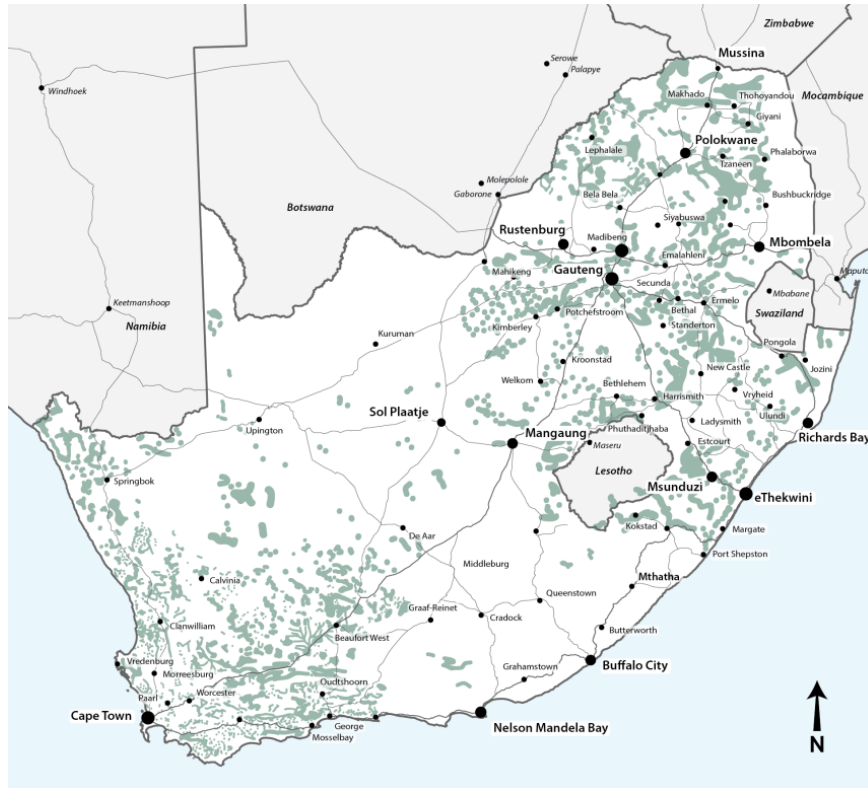 Zimbabwe
Mussina
Serowe
Palapye
Windhoek
Mocambique
Makhado
Thohoyandou
Giyani
Polokwane
Lephalale
Tzaneen
Phalaborwa
Molepolole
Gaborone
Bela Bela
Bushbuckridge
Botswana
Siyabuswa
Rustenburg
Madibeng
Mbombela
Emalahleni
Gauteng
Mahikeng
Secunda
Maputo
Mbabane
Keetmanshoop
Ermelo
Swaziland
Bethal
Potchefstroom
Namibia
Kimberley
Standerton
Kuruman
Pongola
Kroonstad
Jozini
New Castle
Welkom
Bethlehem
Vryheid
Harrismith
Sol Plaatje
Ulundi
Upington
Ladysmith
Phuthaditjhaba
Mangaung
Richards Bay
Maseru
Estcourt
Lesotho
Springbok
Msunduzi
eThekwini
Kokstad
Margate
De Aar
Port Shepston
Middleburg
Mthatha
Calvinia
Queenstown
Graaf-Reinet
Cradock
Clanwilliam
Beaufort West
Butterworth
Vredenburg
Buffalo City
Morreesburg
Grahamstown
Oudtshoorn
Worcester
Paarl
Cape Town
George
Nelson Mandela Bay
Mosselbay
N